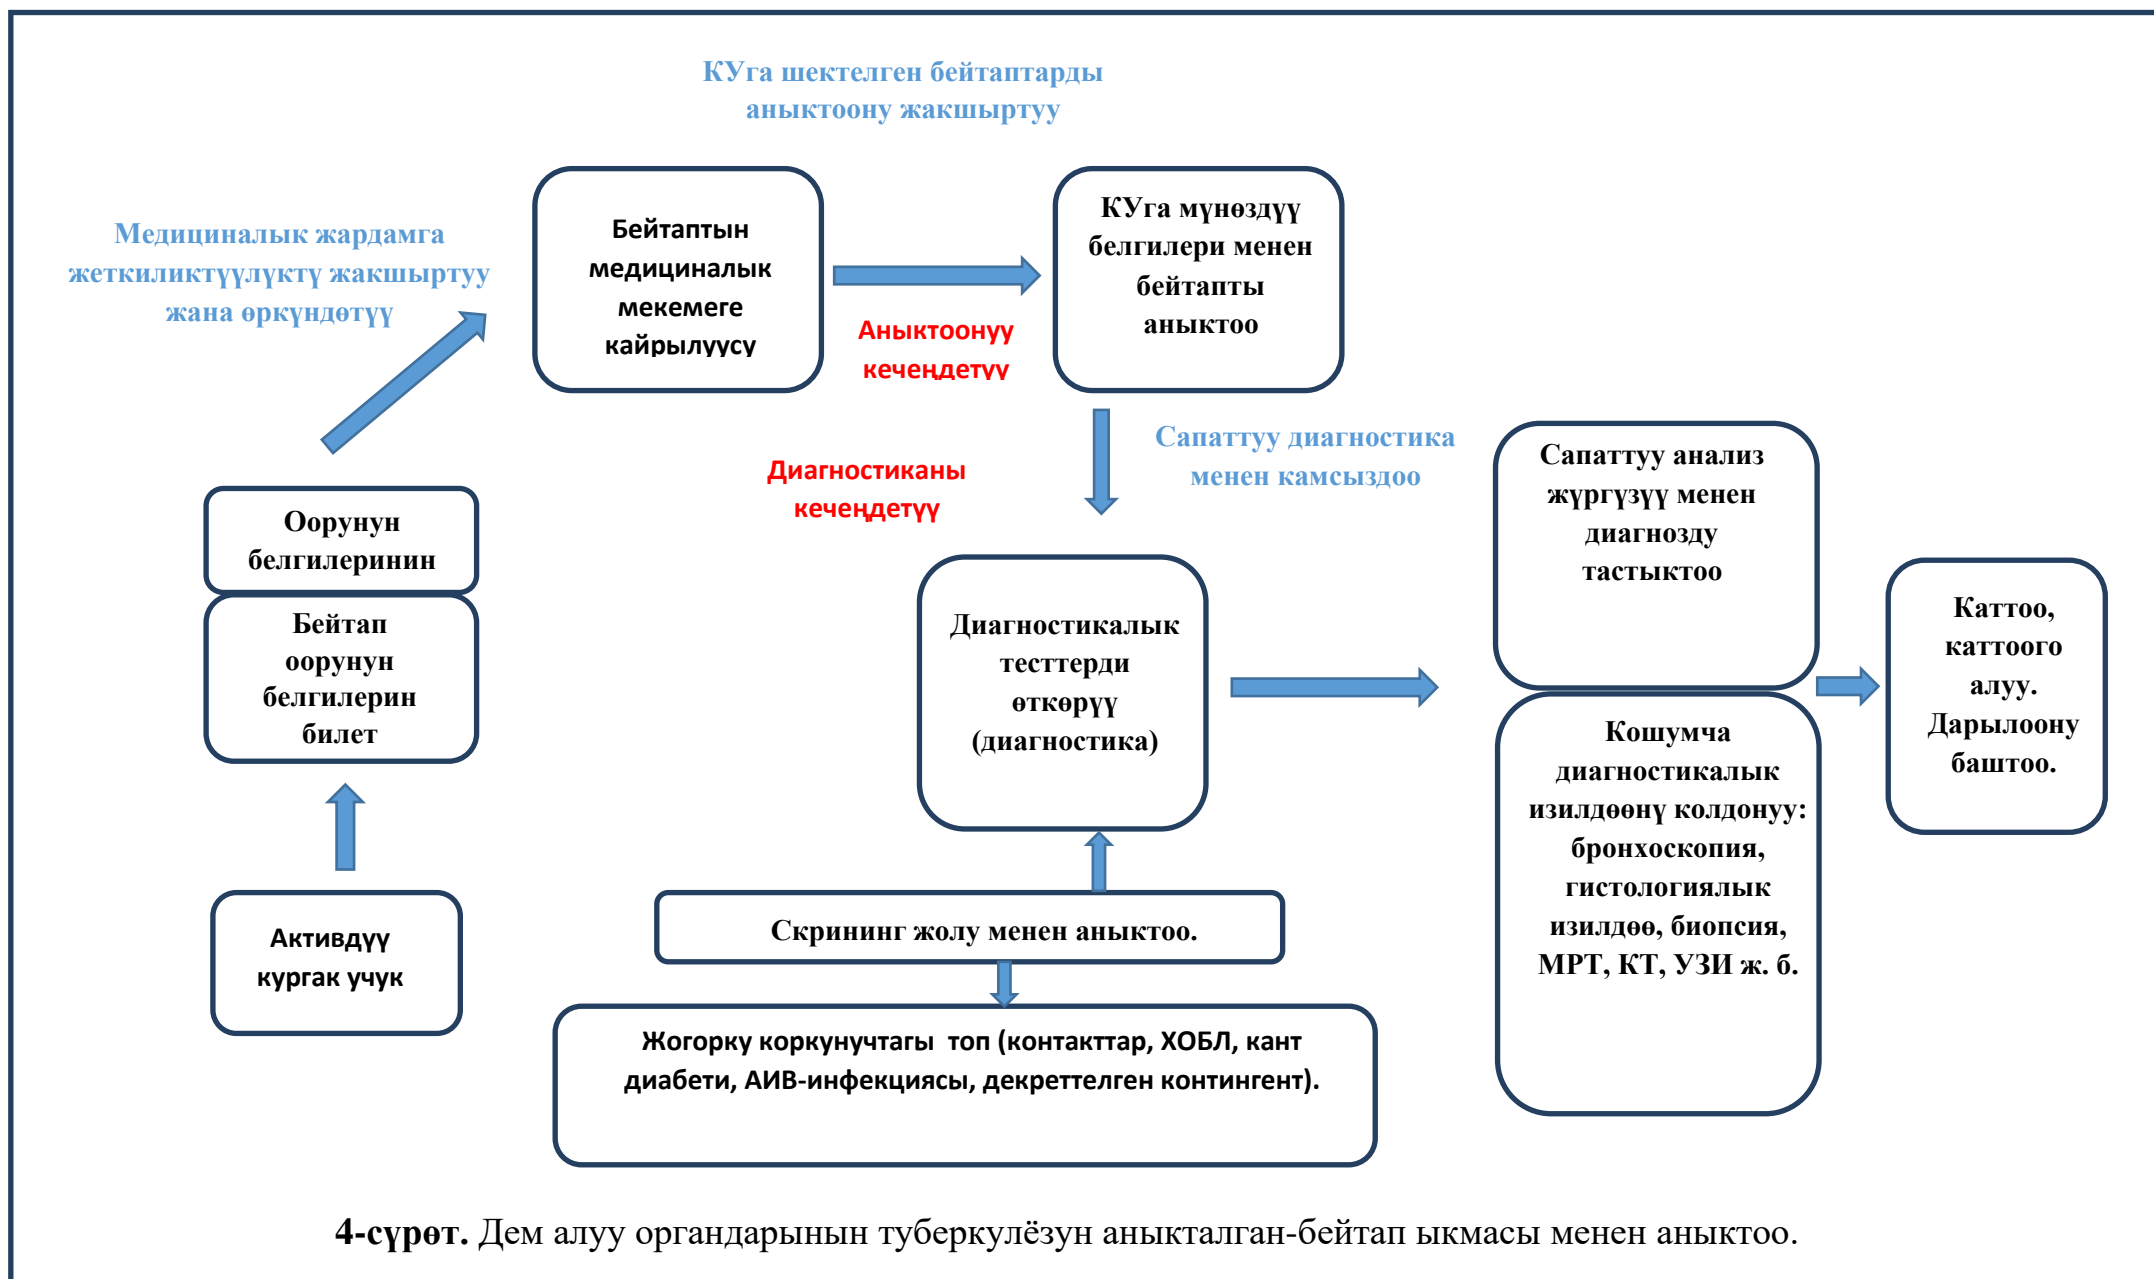 КУга шектелген бейтаптарды
аныктоону жакшыртуу
Медициналык жардамга
жеткиликтүүлүктү жакшыртуу
жана өркүндөтүү
Бейтаптын
медициналык
мекемеге
кайрылуусу
Аныктоонуу
кечеңдетүү
КУга мүнөздүү
белгилери менен
бейтапты
аныктоо
Диагностиканы
кечеңдетүү
Сапаттуу диагностика
менен камсыздоо
Оорунун
белгилеринин
Бейтап
оорунун
белгилерин
билет
Активдүү
кургак учук
Диагностикалык
тесттерди
өткөрүү
(диагностика)
Скрининг жолу менен аныктоо.
Жогорку коркунучтагы топ (контакттар, ХОБЛ, кант
диабети, АИВ-инфекциясы, декреттелген контингент).
Сапаттуу анализ
жүргүзүү менен
диагнозду
тастыктоо
Кошумча
диагностикалык
изилдөөнү колдонуу:
бронхоскопия,
гистологиялык
изилдөө, биопсия,
МРТ, КТ, УЗИ ж. б.
Каттоо,
каттоого
алуу.
Дарылоону
баштоо.
4-сүрөт. Дем алуу органдарынын туберкулёзун аныкталган-бейтап ыкмасы менен аныктоо.